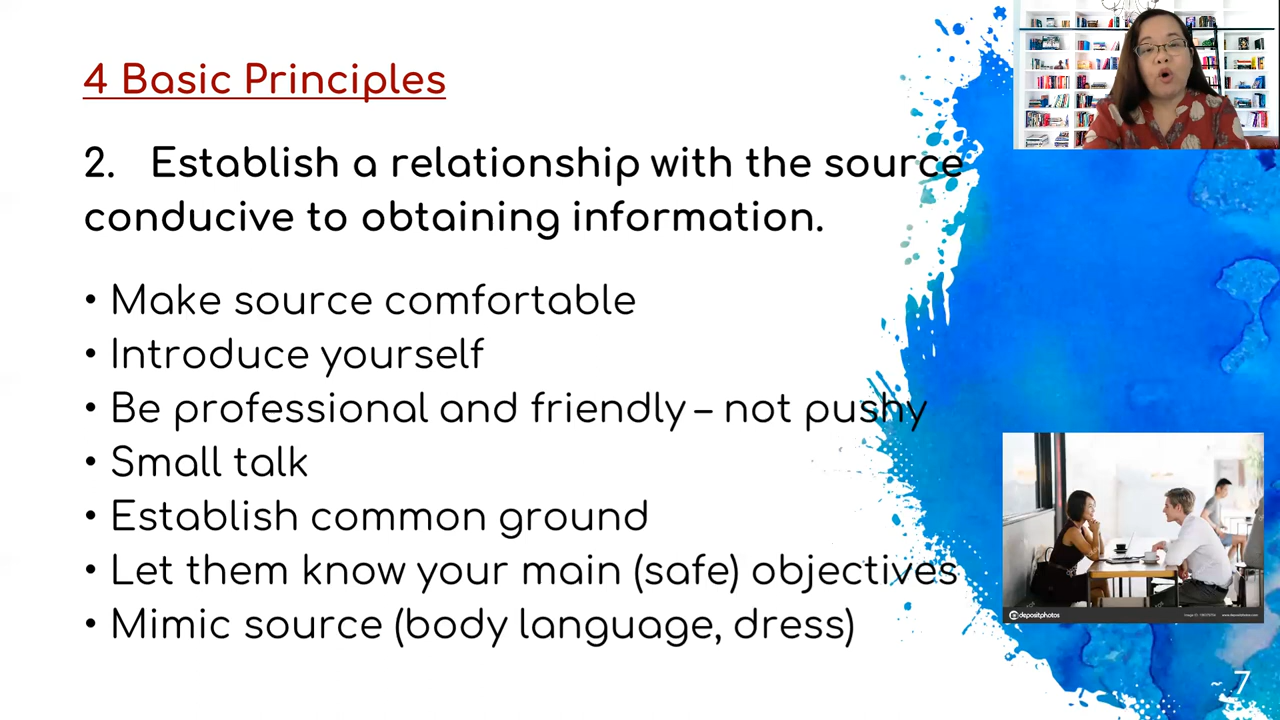 4 Basic Principles
2. Establish a relationship with the source
conducive to obtaining information.
• Make source comfortable
• Introduce yourself
• Be professional and friendly – not pushy
• Small talk
• Establish common ground
• Let them know your main (safe) objectives
• Mimic source (body language, dress)
depositphotos
~ 7